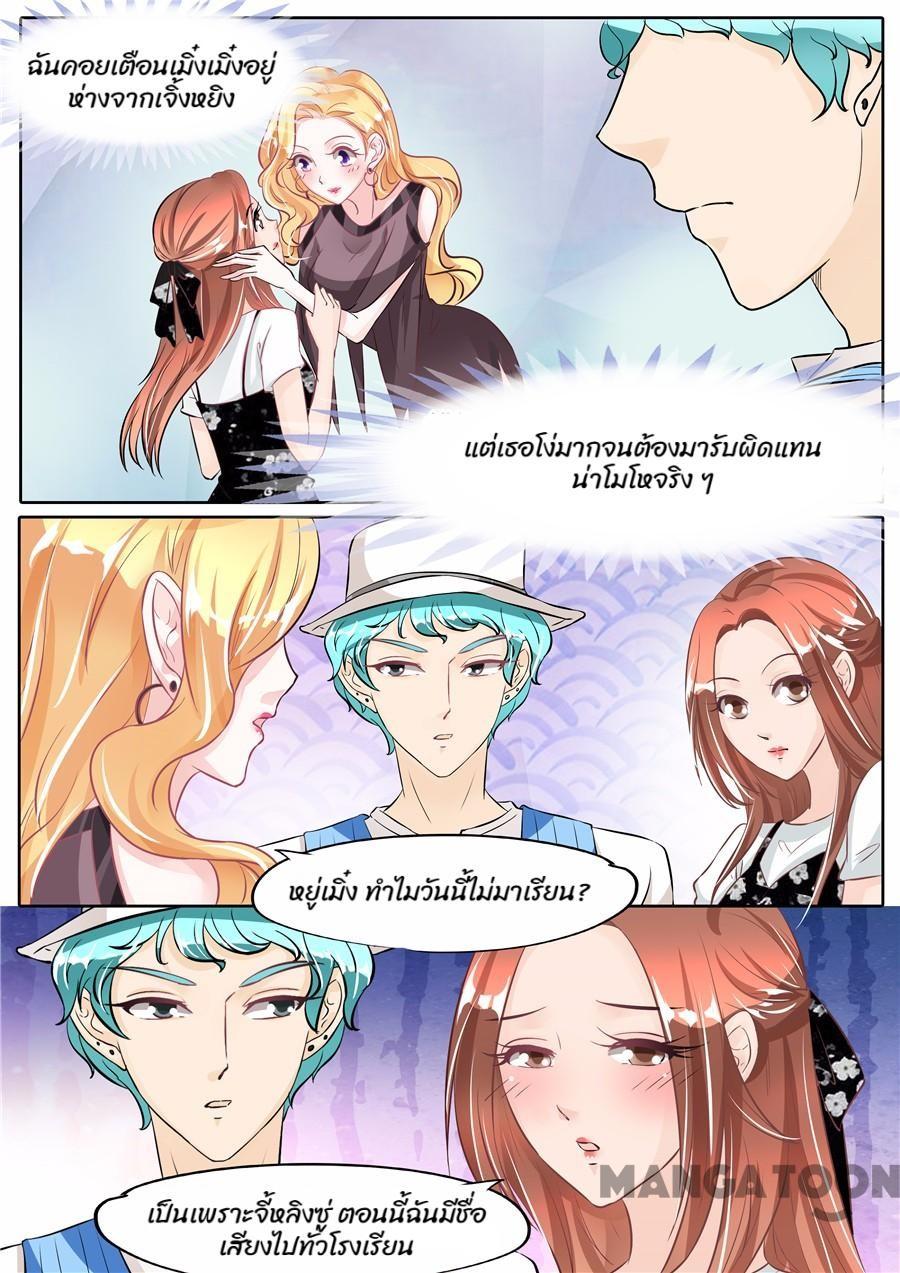 ฉันคอยเตือนเมิ๋งเมิ๋งอยู่
ห่างจากเจิ้งหยิง
แต่เธอโง่มากจนต้องมารับผิดแทน
น่าโมโหจริง ๆ
หยู่เมิ๋ง ทำไมวันนี้ไม่มาเรียน?
เป็นเพราะจี้หลิงซู่ ตอนนี้ฉันมีชื่อ
เสียงไปทั่วโรงเรียน
MANGATOON